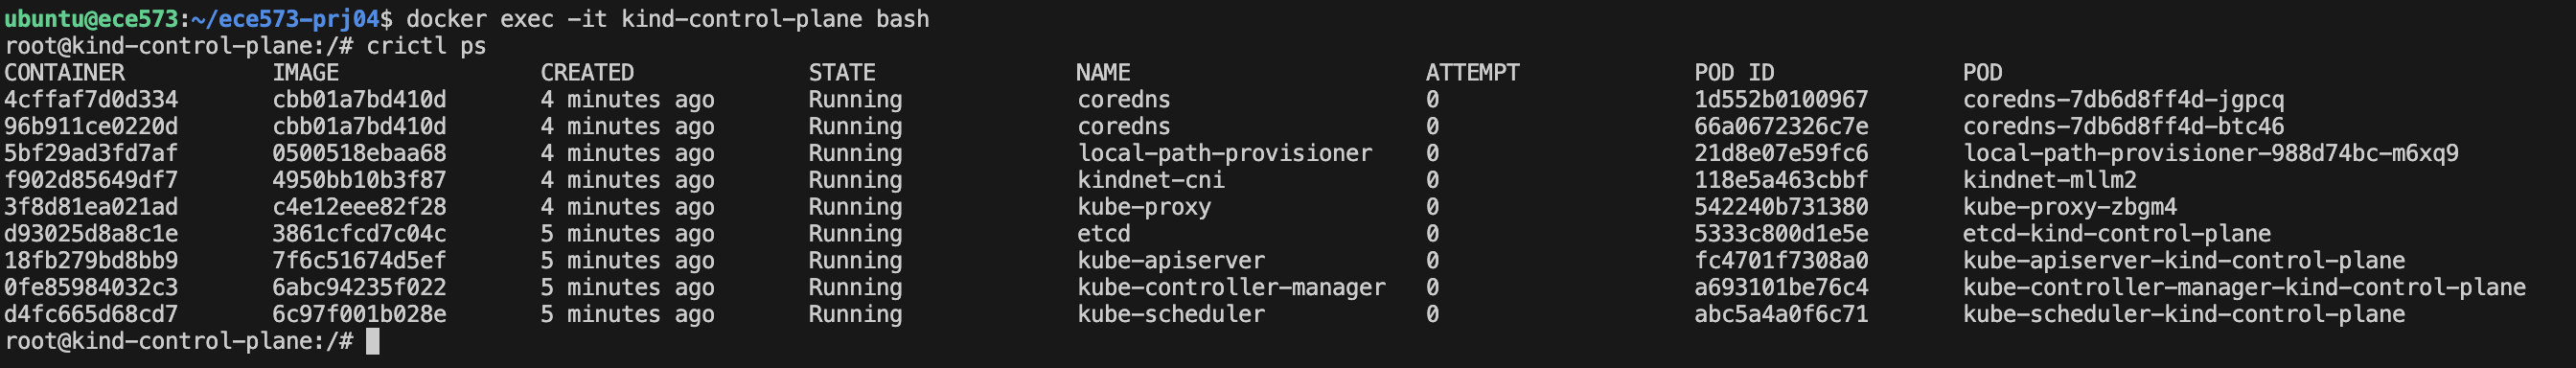 ubuntu@ece573:~/ece573-prj04$ docker exec -it kind-control-plane bash
root@kind-control-plane:/# crictl ps
CONTAINER IMAGE CREATED STATE NAME ATTEMPT POD ID POD
4cffaf7d0d334 cbb01a7bd410d 4 minutes ago Running coredns 0 1d552b0100967 coredns-7db6d8ff4d-jgpcq
96b911ce0220d cbb01a7bd410d 4 minutes ago Running coredns 0 66a0672326c7e coredns-7db6d8ff4d-btc46
5bf29ad3fd7af 0500518ebaa68 4 minutes ago Running local-path-provisioner 0 21d8e07e59fc6 local-path-provisioner-988d74bc-m6xq9
f902d85649df7 4950bb10b3f87 4 minutes ago Running kindnet-cni 0 118e5a463cbbf kindnet-mllm2
3f8d81ea021ad c4e12eee82f28 4 minutes ago Running kube-proxy 0 542240b731380 kube-proxy-zbgm4
d93025d8a8c1e 3861cfcd7c04c 5 minutes ago Running etcd 0 5333c800d1e5e etcd-kind-control-plane
18fb279bd8bb9 7f6c51674d5ef 5 minutes ago Running kube-apiserver 0 fc4701f7308a0 kube-apiserver-kind-control-plane
0fe85984032c3 6abc94235f022 5 minutes ago Running kube-controller-manager 0 a693101be76c4 kube-controller-manager-kind-control-plane
d4fc665d68cd7 6c97f001b028e 5 minutes ago Running kube-scheduler 0 abc5a4a0f6c71 kube-scheduler-kind-control-plane
root@kind-control-plane:/#